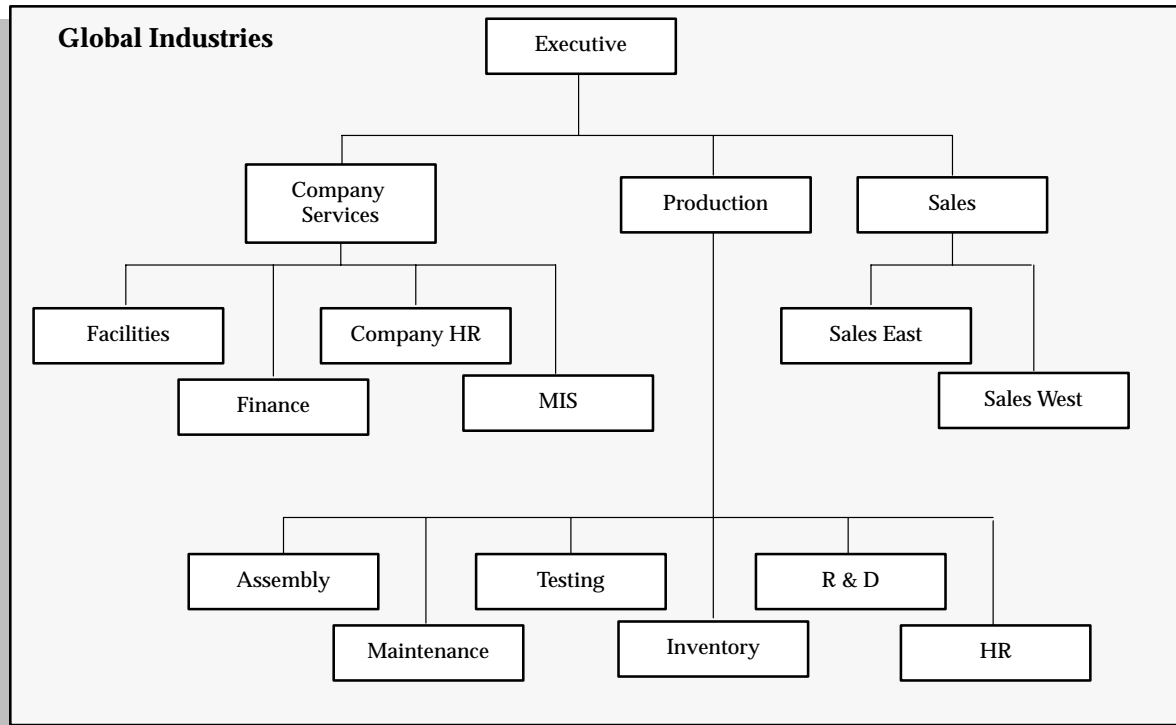 Global Industries
Executive
Company
Services
Production
Sales
Facilities
Company HR
Sales East
Finance
MIS
Sales West
Assembly
Testing
R & D
Maintenance
Inventory
HR